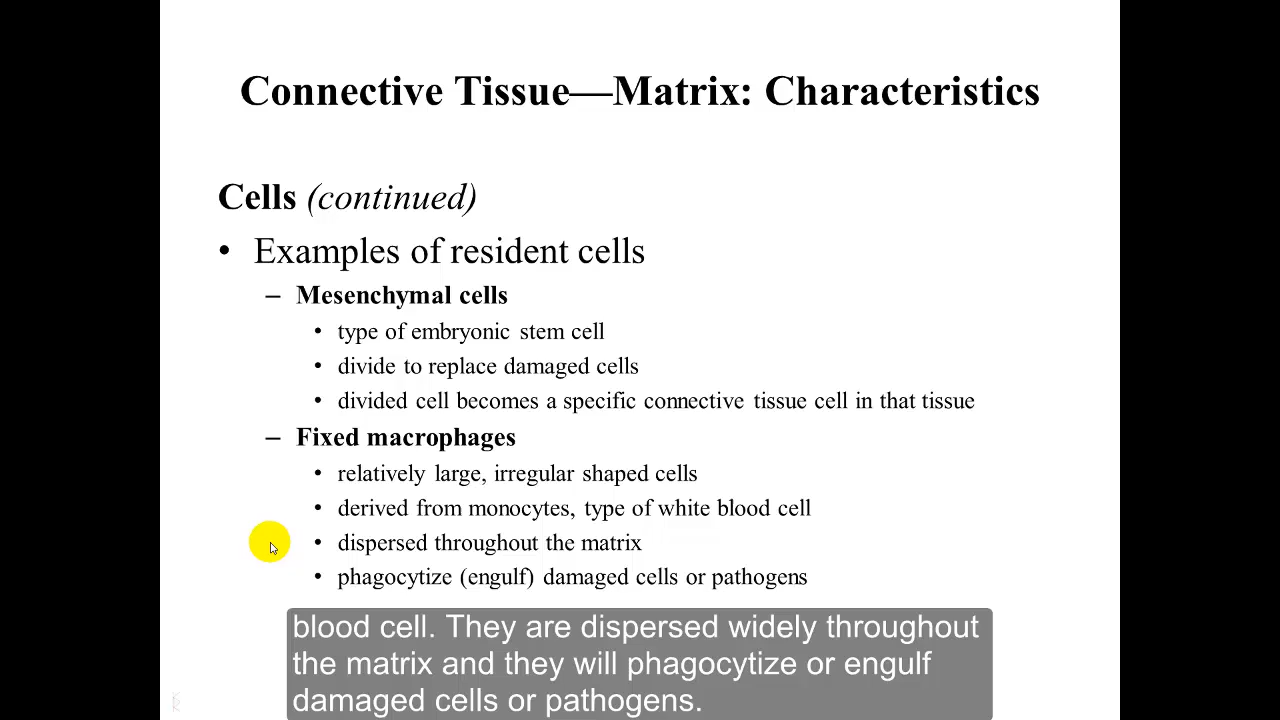 Connective Tissue—Matrix: Characteristics
Cells (continued)
• Examples of resident cells
– Mesenchymal cells
• type of embryonic stem cell
• divide to replace damaged cells
• divided cell becomes a specific connective tissue cell in that tissue
– Fixed macrophages
• relatively large, irregular shaped cells
• derived from monocytes, type of white blood cell
• dispersed throughout the matrix
• phagocytize (engulf) damaged cells or pathogens
blood cell. They are dispersed widely throughout
the matrix and they will phagocytize or engulf
damaged cells or pathogens.